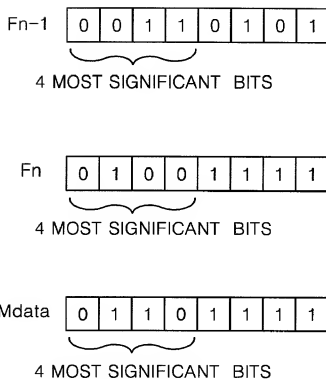 Fn-1 0 0 1 1 0 1 0 1
4 MOST SIGNIFICANT BITS
Fn 0 1 0 0 1 1 1 1
4 MOST SIGNIFICANT BITS
Mdata 0 1 1 0 1 1 1 1
4 MOST SIGNIFICANT BITS